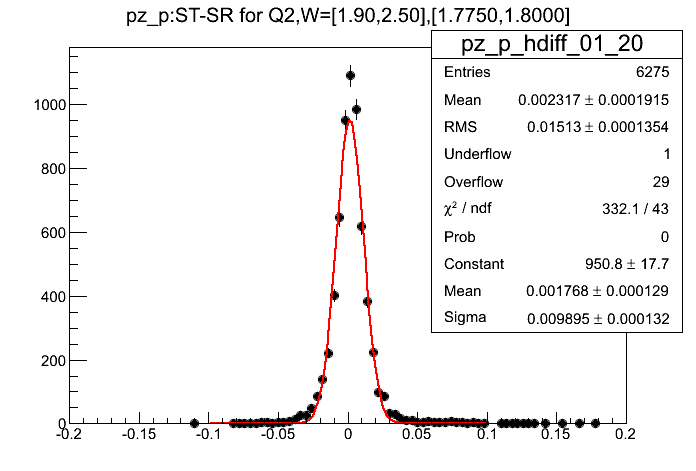 pz_p:ST-SR for Q2,W=[1.90,2.50],[1.7750,1.8000]
pz_p_hdiff_01_20
Entries 6275
Mean 0.002317 ± 0.0001915
RMS 0.01513 ± 0.0001354
Underflow 1
Overflow 29
χ² / ndf 332.1 / 43
Prob 0
Constant 950.8 ± 17.7
Mean 0.001768 ± 0.000129
Sigma 0.009895 ± 0.000132
1000
800
600
400
200
0
-0.2 -0.15 -0.1 -0.05 0 0.05 0.1 0.15 0.2